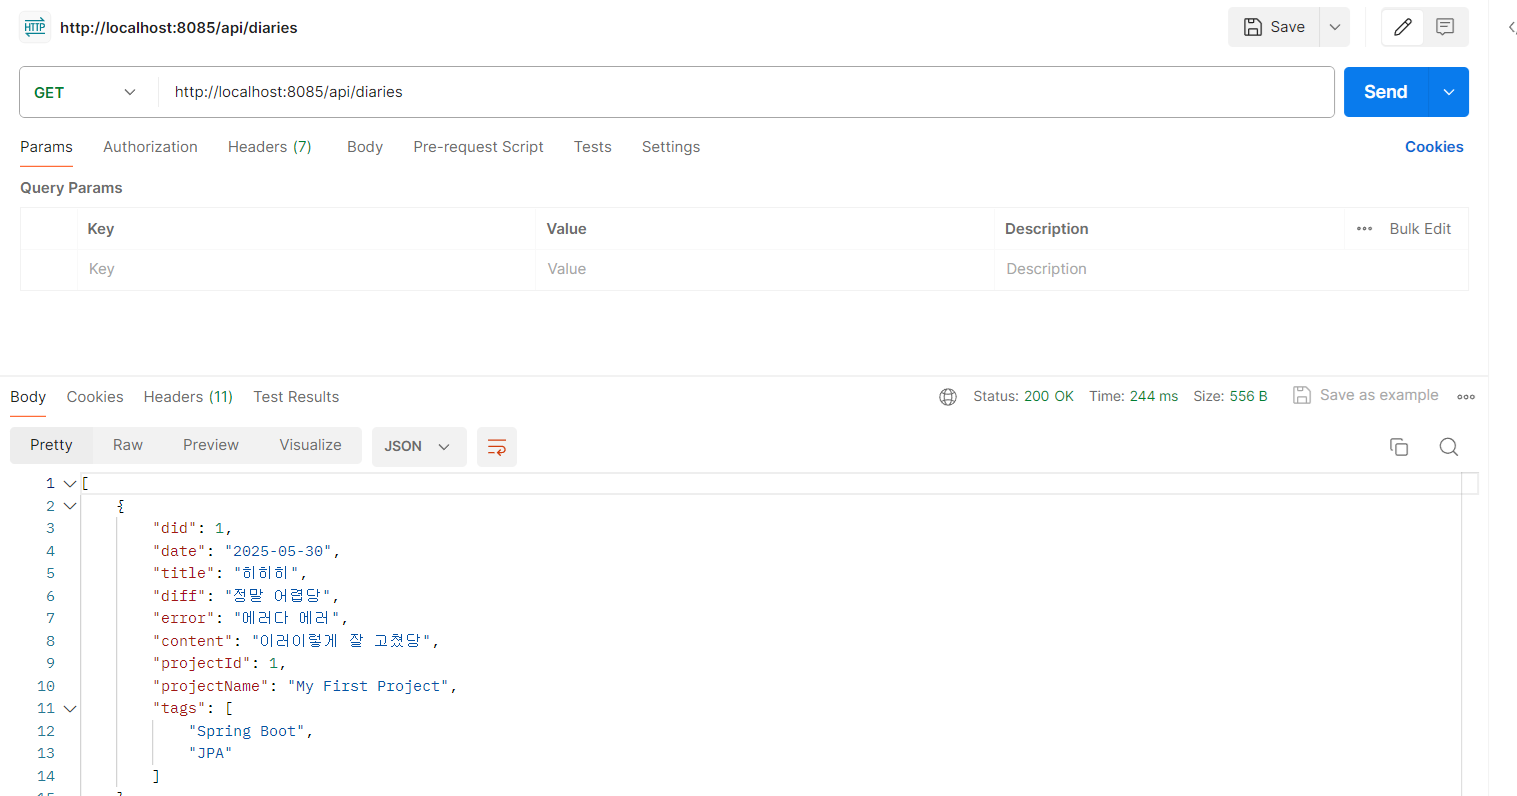 HTTP http://localhost:8085/api/diaries Save
GET http://localhost:8085/api/diaries Send
Params Authorization Headers (7) Body Pre-request Script Tests Settings Cookies
Query Params
Key Value Description ••• Bulk Edit
Key Value Description
Body Cookies Headers (11) Test Results Status: 200 OK Time: 244 ms Size: 556 B Save as example
Pretty Raw Preview Visualize JSON
1 [
2 {
3 "did": 1,
4 "date": "2025-05-30",
5 "title": "히히히",
6 "diff": "정말 어렵당",
7 "error": "에러다 에러",
8 "content": "이러이렇게 잘 고쳤당",
9 "projectId": 1,
10 "projectName": "My First Project",
11 "tags": [
12 "Spring Boot",
13 "JPA"
14 ]